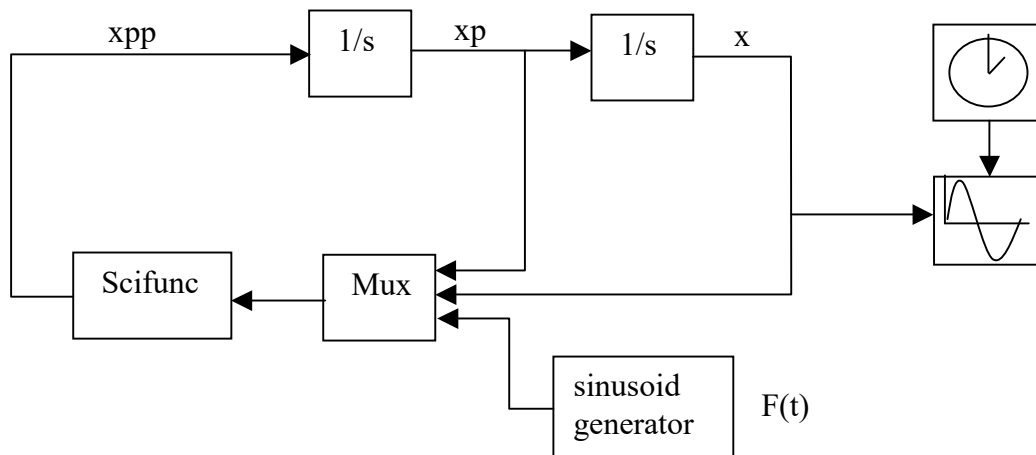 xpp
1/s
xp
1/s
x
Scifunc
Mux
sinusoid
generator
F(t)